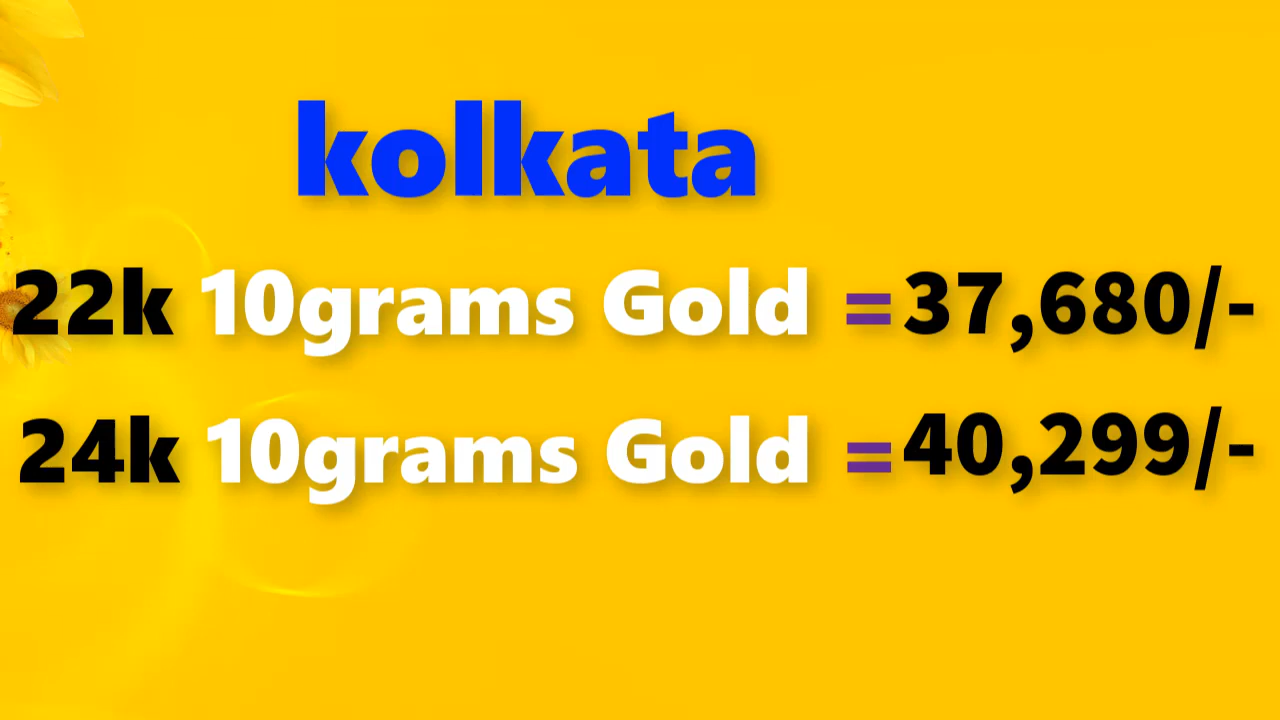 kolkata
22k 10grams Gold = 37,680/-
24k 10grams Gold = 40,299/-